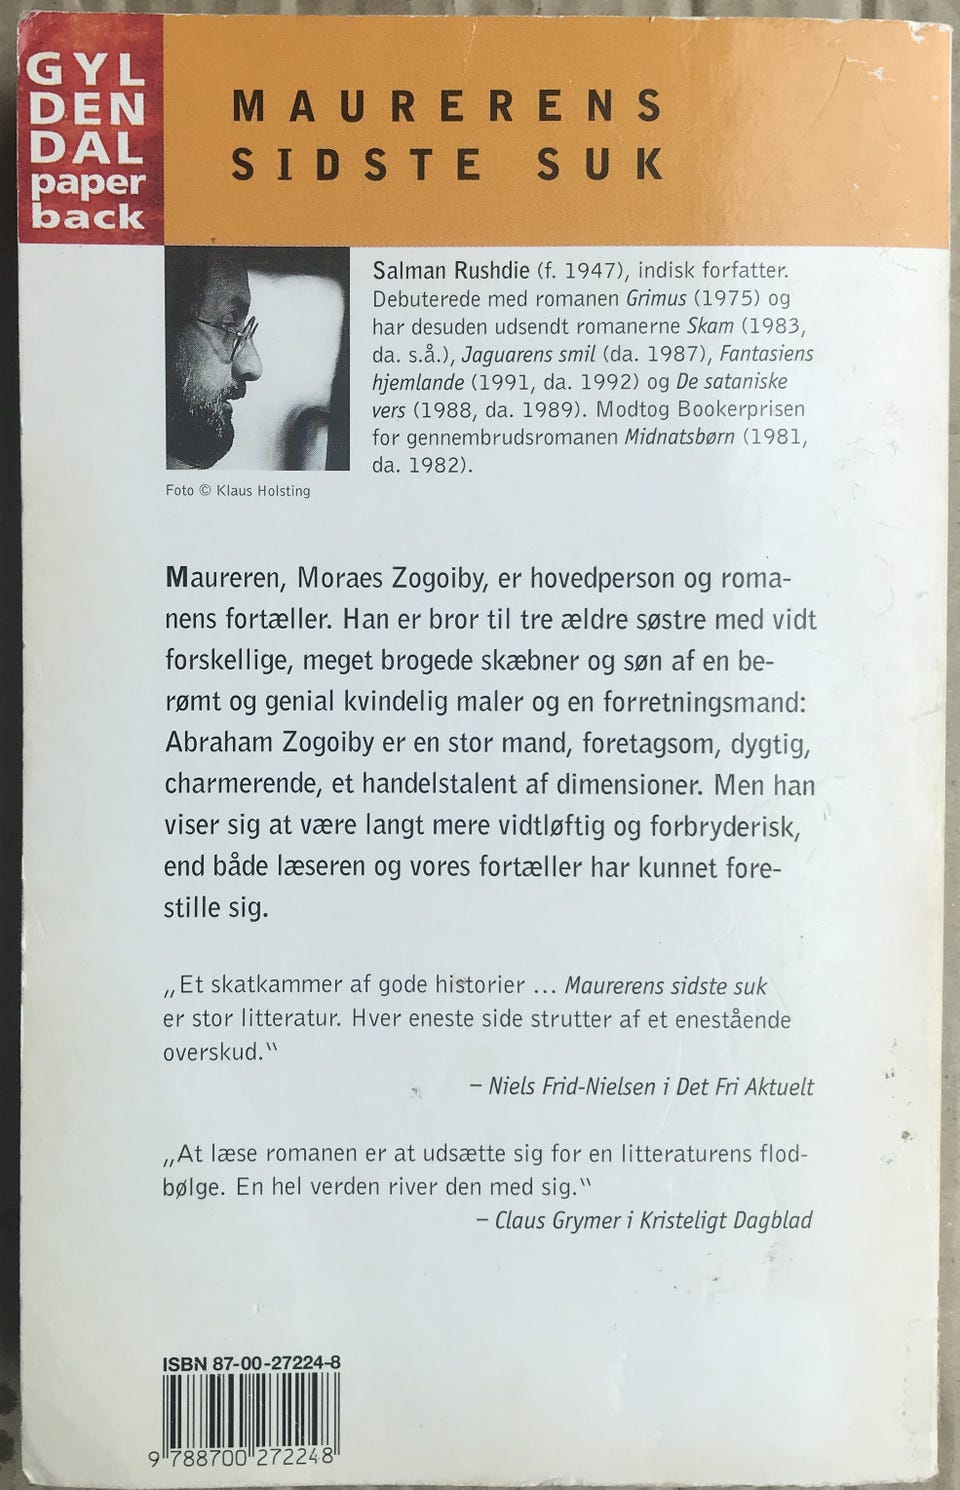 GYL
DEN
DAL
paper
back
MAURERENS
SIDSTE SUK
Salman Rushdie (f. 1947), indisk forfatter.
Debuterede med romanen Grimus (1975) og
har desuden udsendt romanerne Skam (1983,
da. s.å.), Jaguarens smil (da. 1987), Fantasiens
hjemlande (1991, da. 1992) og De sataniske
vers (1988, da. 1989). Modtog Bookerprisen
for gennembrudsromanen Midnatsbørn (1981,
da. 1982).
Foto © Klaus Holsting
Maureren, Moraes Zogoiby, er hovedperson og roma-
nens fortæller. Han er bror til tre ældre søstre med vidt
forskellige, meget brogede skæbner og søn af en be-
rømt og genial kvindelig maler og en forretningsmand:
Abraham Zogoiby er en stor mand, foretagsom, dygtig,
charmerende, et handelstalent af dimensioner. Men han
viser sig at være langt mere vidtløftig og forbryderisk,
end både læseren og vores fortæller har kunnet fore-
stille sig.
„Et skatkammer af gode historier ... Maurerens sidste suk
er stor litteratur. Hver eneste side strutter af et enestående
overskud.“
– Niels Frid-Nielsen i Det Fri Aktuelt
„At læse romanen er at udsætte sig for en litteraturens flod-
bølge. En hel verden river den med sig.“
– Claus Grymer i Kristeligt Dagblad
ISBN 87-00-27224-8
9 788700 272248